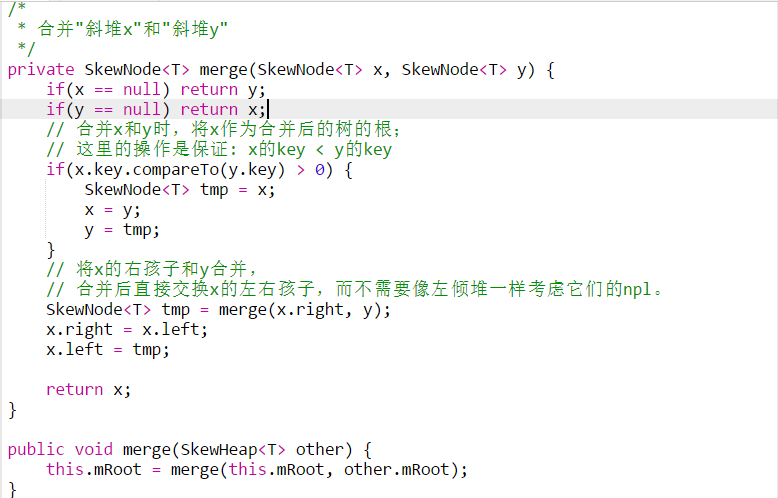 /*
 * 合并"斜堆x"和"斜堆y"
 */
private SkewNode<T> merge(SkewNode<T> x, SkewNode<T> y) {
    if(x == null) return y;
    if(y == null) return x;
    // 合并x和y时，将x作为合并后的树的根；
    // 这里的操作是保证: x的key < y的key
    if(x.key.compareTo(y.key) > 0) {
        SkewNode<T> tmp = x;
        x = y;
        y = tmp;
    }
    // 将x的右孩子和y合并，
    // 合并后直接交换x的左右孩子，而不需要像左倾堆一样考虑它们的npl。
    SkewNode<T> tmp = merge(x.right, y);
    x.right = x.left;
    x.left = tmp;

    return x;
}

public void merge(SkewHeap<T> other) {
    this.mRoot = merge(this.mRoot, other.mRoot);
}